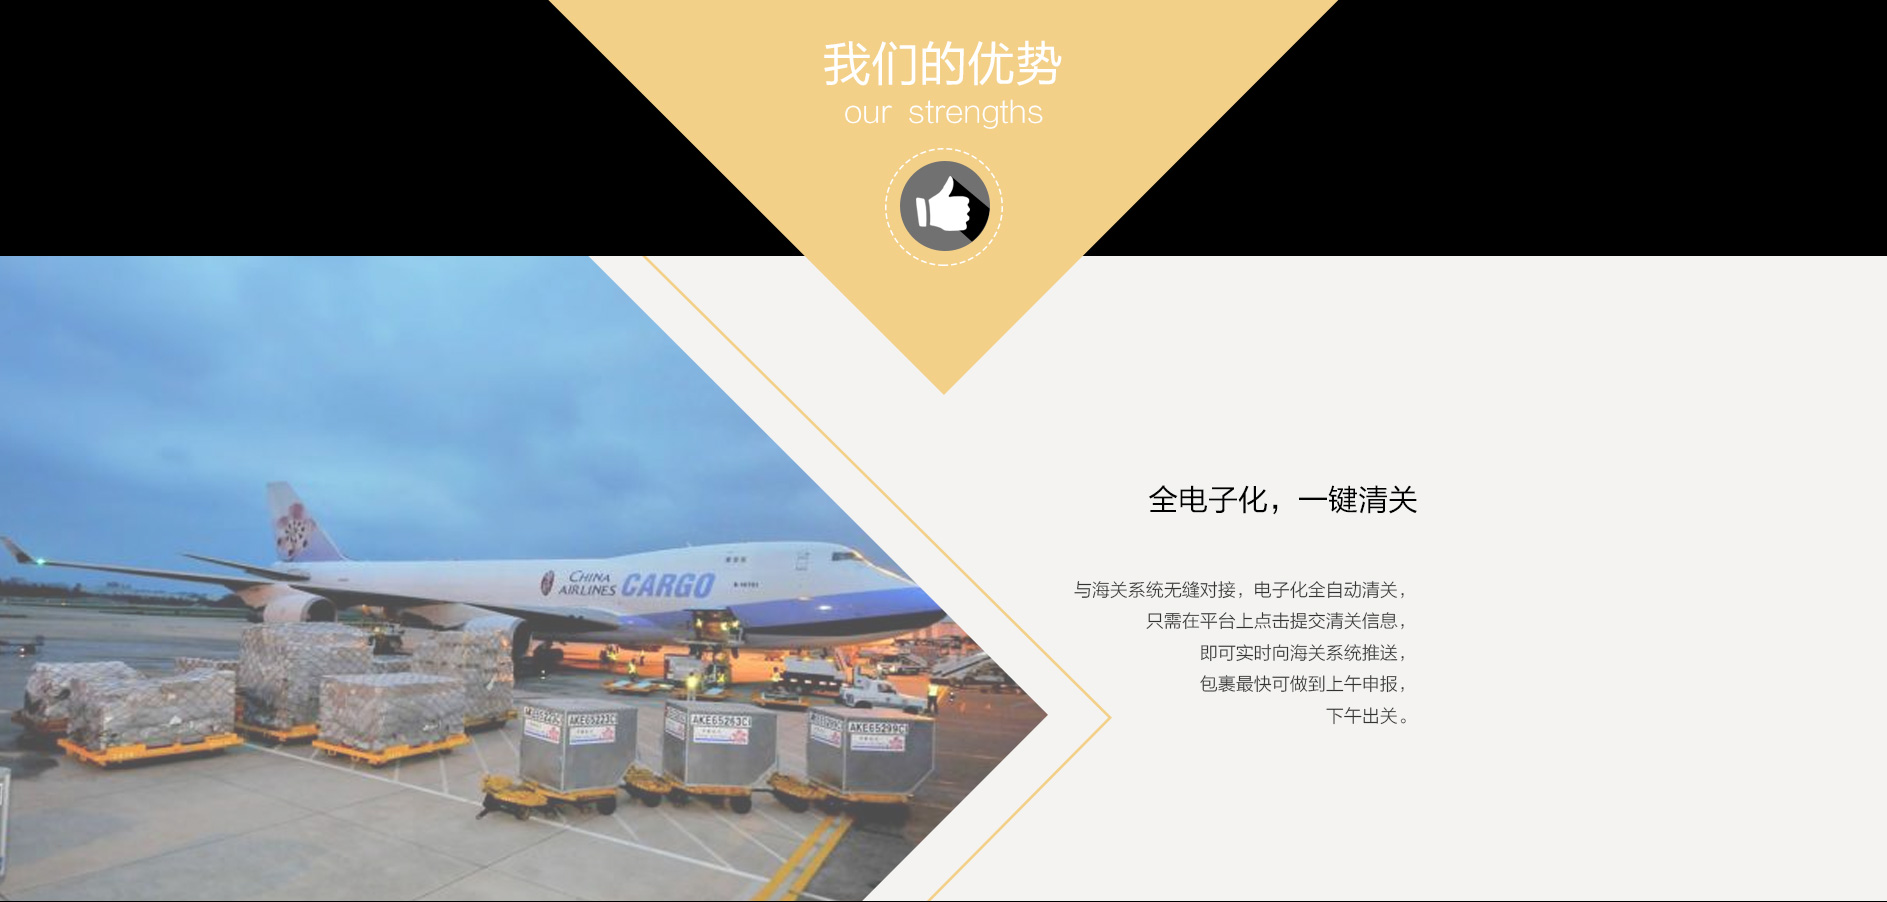 我们的优势
our strengths
全电子化，一键清关
与海关系统无缝对接，电子化全自动清关，
只需在平台上点击提交清关信息，
即可实时向海关系统推送，
包裹最快可做到上午申报，
下午出关。
CHINA
AIRLINES CARGO
AKE65223CI
AKE65263CI
AKE65299CI